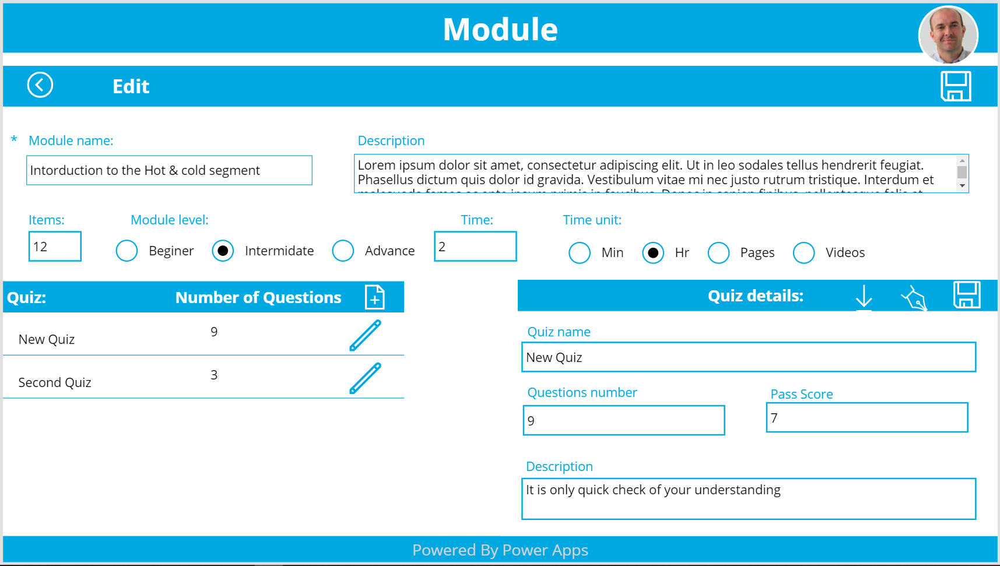 Module
Edit
* Module name:
Intorduction to the Hot & cold segment
Description
Lorem ipsum dolor sit amet, consectetur adipiscing elit. Ut in leo sodales tellus hendrerit feugiat.
Phasellus dictum quis dolor id gravida. Vestibulum vitae mi nec justo rutrum tristique. Interdum et
Items:
12
Module level:
Beginer
Intermidate
Advance
Time:
2
Time unit:
Min
Hr
Pages
Videos
Quiz:
Number of Questions
New Quiz
9
Second Quiz
3
Quiz details:
Quiz name
New Quiz
Questions number
9
Pass Score
7
Description
It is only quick check of your understanding
Powered By Power Apps